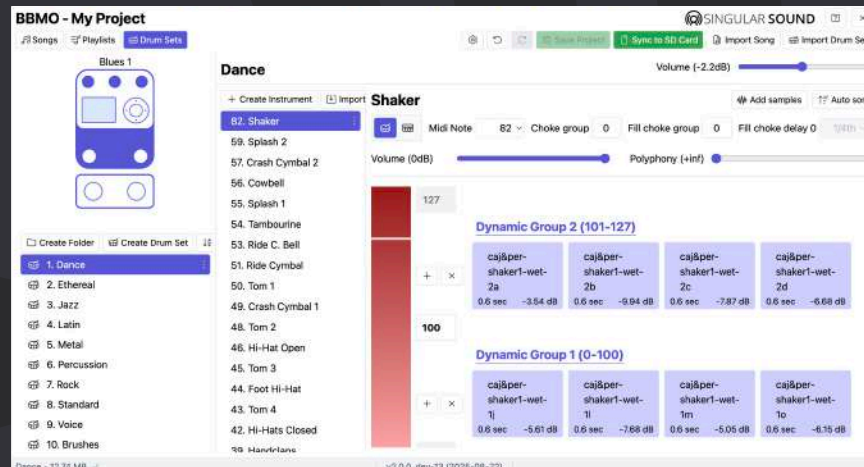 BBMO - My Project
SINGULAR SOUND
Songs Playlists Drum Sets
Save Project Sync to SD Card Import Song Import Drum Se
Blues 1
Dance
Volume (-2.2dB)
+ Create Instrument Import
Shaker
Add samples Auto sor
Midi Note 82 Choke group 0 Fill choke group 0 Fill choke delay 0 1/4th
Volume (0dB) Polyphony (+inf)
82. Shaker
59. Splash 2
57. Crash Cymbal 2
56. Cowbell
55. Splash 1
54. Tambourine
53. Ride C. Bell
51. Ride Cymbal
50. Tom 1
49. Crash Cymbal 1
48. Tom 2
46. Hi-Hat Open
45. Tom 3
44. Foot Hi-Hat
43. Tom 4
42. Hi-Hats Closed
39. Handclaps
127
Dynamic Group 2 (101-127)
caj&per-shaker1-wet-2a
0.6 sec -3.54 dB
caj&per-shaker1-wet-2b
0.6 sec -9.94 dB
caj&per-shaker1-wet-2c
0.6 sec -7.87 dB
caj&per-shaker1-wet-2d
0.6 sec -6.68 dB
+ ×
100
Dynamic Group 1 (0-100)
caj&per-shaker1-wet-1j
0.6 sec -5.61 dB
caj&per-shaker1-wet-1l
0.6 sec -7.68 dB
caj&per-shaker1-wet-1m
0.6 sec -5.05 dB
caj&per-shaker1-wet-1o
0.6 sec -6.15 dB
+ ×
Create Folder Create Drum Set
1. Dance
2. Ethereal
3. Jazz
4. Latin
5. Metal
6. Percussion
7. Rock
8. Standard
9. Voice
10. Brushes